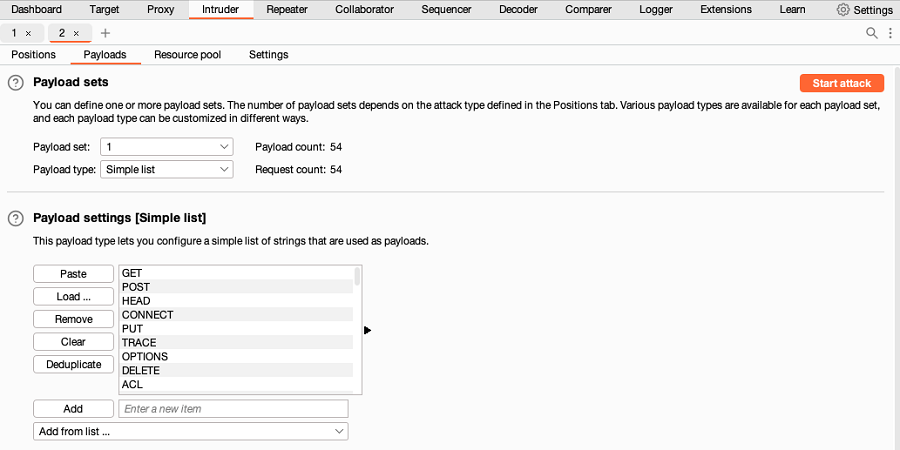 Dashboard Target Proxy Intruder Repeater Collaborator Sequencer Decoder Comparer Logger Extensions Learn Settings
1 × 2 × +
Positions Payloads Resource pool Settings
? Payload sets Start attack
You can define one or more payload sets. The number of payload sets depends on the attack type defined in the Positions tab. Various payload types are available for each payload set,
and each payload type can be customized in different ways.
Payload set: 1 Payload count: 54
Payload type: Simple list Request count: 54
? Payload settings [Simple list]
This payload type lets you configure a simple list of strings that are used as payloads.
Paste GET
POST
Load ... HEAD
CONNECT
Remove PUT
Clear TRACE
OPTIONS
Deduplicate DELETE
ACL
Add Enter a new item
Add from list ...